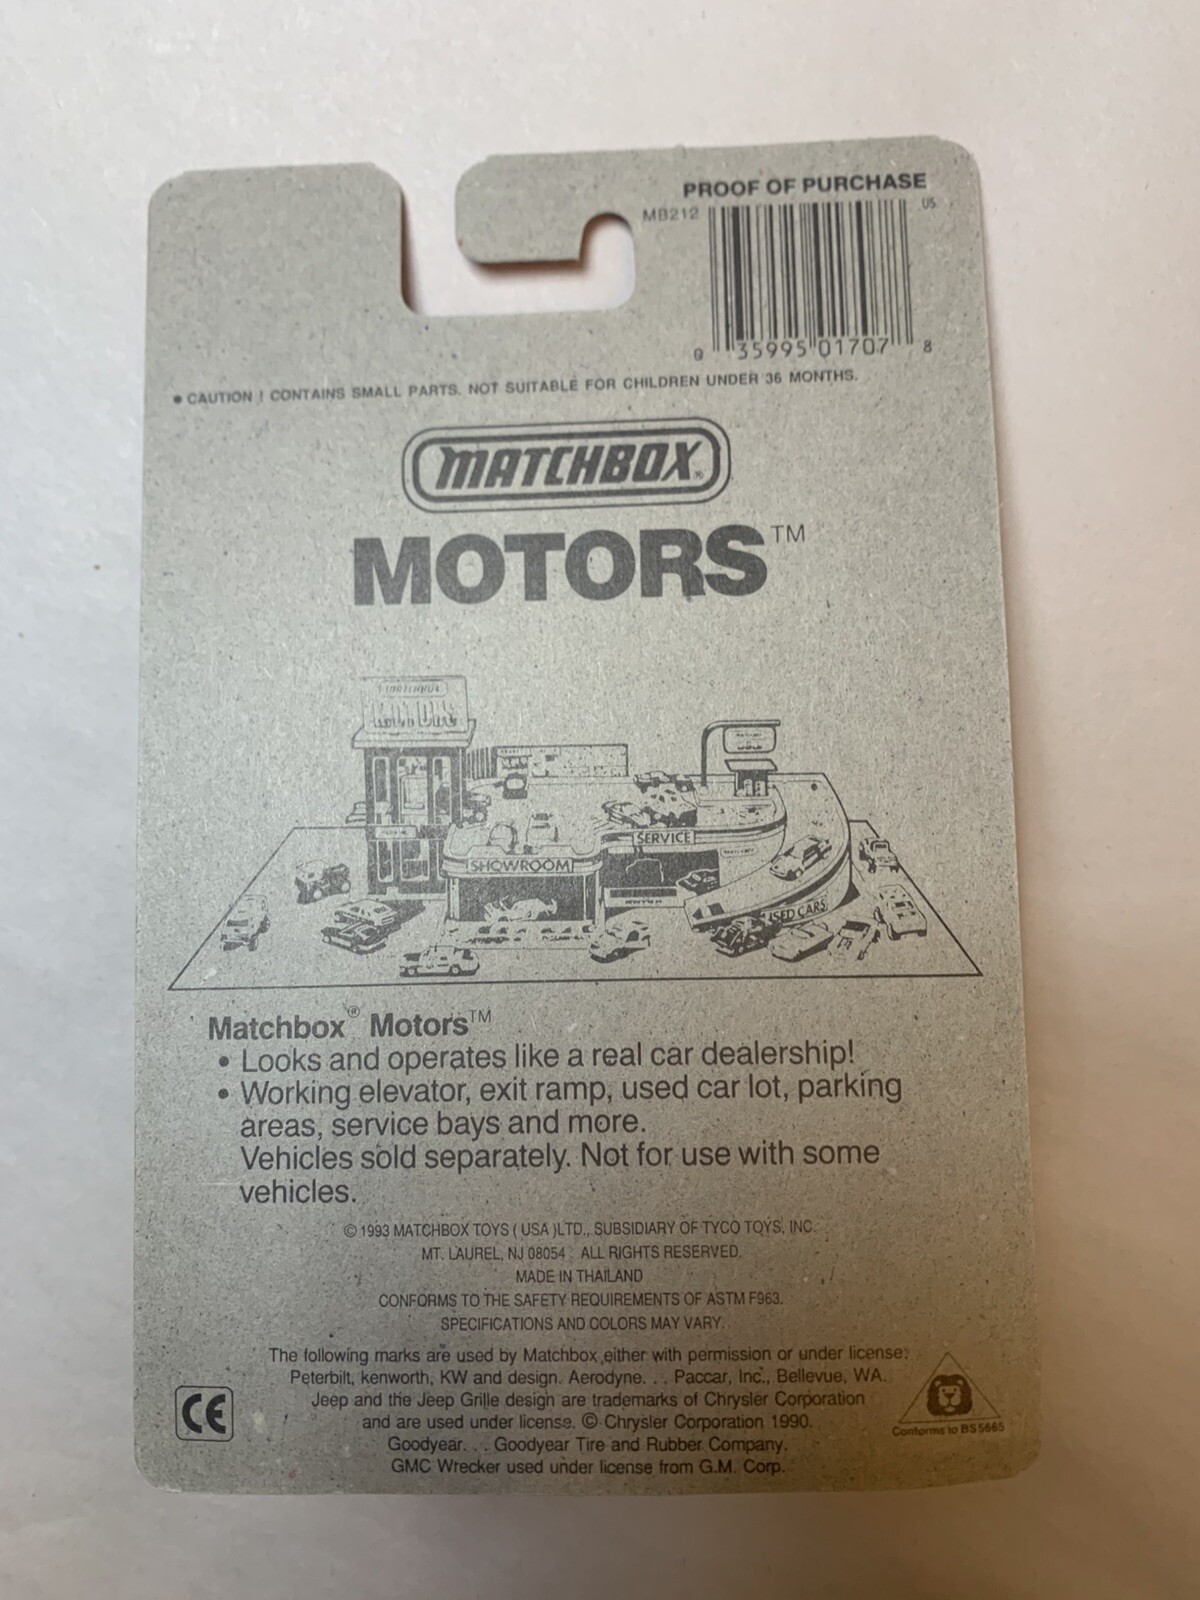 PROOF OF PURCHASE
MB212
US
0 35995 01707 8
• CAUTION ! CONTAINS SMALL PARTS. NOT SUITABLE FOR CHILDREN UNDER 36 MONTHS.
MATCHBOX®
MOTORS™
MATCHBOX
MOTORS
SERVICE
SHOWROOM
USED CARS
Matchbox® Motors™
• Looks and operates like a real car dealership!
• Working elevator, exit ramp, used car lot, parking
areas, service bays and more.
Vehicles sold separately. Not for use with some
vehicles.
© 1993 MATCHBOX TOYS ( USA )LTD., SUBSIDIARY OF TYCO TOYS, INC.
MT. LAUREL, NJ 08054 . ALL RIGHTS RESERVED.
MADE IN THAILAND
CONFORMS TO THE SAFETY REQUIREMENTS OF ASTM F963.
SPECIFICATIONS AND COLORS MAY VARY.
The following marks are used by Matchbox,either with permission or under license:
Peterbilt, kenworth, KW and design. Aerodyne. . . Paccar, Inc., Bellevue, WA.
Jeep and the Jeep Grille design are trademarks of Chrysler Corporation
and are used under license. © Chrysler Corporation 1990.
Goodyear. . . Goodyear Tire and Rubber Company.
GMC Wrecker used under license from G.M. Corp.
CE
Conforms to BS 5665